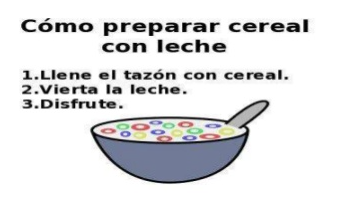 Cómo preparar cereal
con leche
1.Llene el tazón con cereal.
2.Vierta la leche.
3.Disfrute.